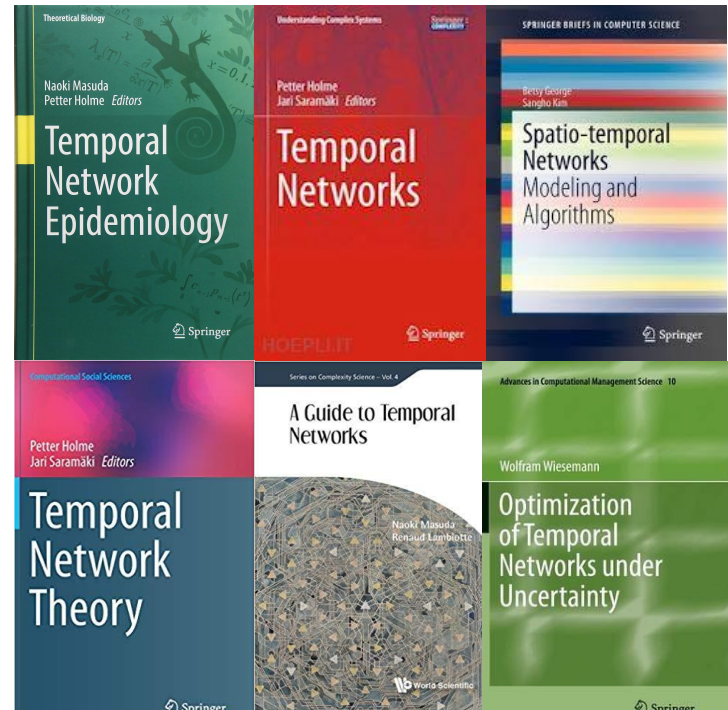 Theoretical Biology
Naoki Masuda
Petter Holme Editors
Temporal
Network
Epidemiology
Springer
Understanding Complex Systems
Springer
COMPLEXITY
Petter Holme
Jari Saramäki Editors
Temporal
Networks
HOEPLI.IT
Springer
SPRINGER BRIEFS IN COMPUTER SCIENCE
Betsy George
Sangho Kim
Spatio-temporal
Networks
Modeling and
Algorithms
Springer
Computational Social Sciences
Petter Holme
Jari Saramäki Editors
Temporal
Network
Theory
Springer
Series on Complexity Science – Vol. 4
A Guide to Temporal
Networks
Naoki Masuda
Renaud Lambiotte
World Scientific
Advances in Computational Management Science 10
Wolfram Wiesemann
Optimization
of Temporal
Networks under
Uncertainty
Springer